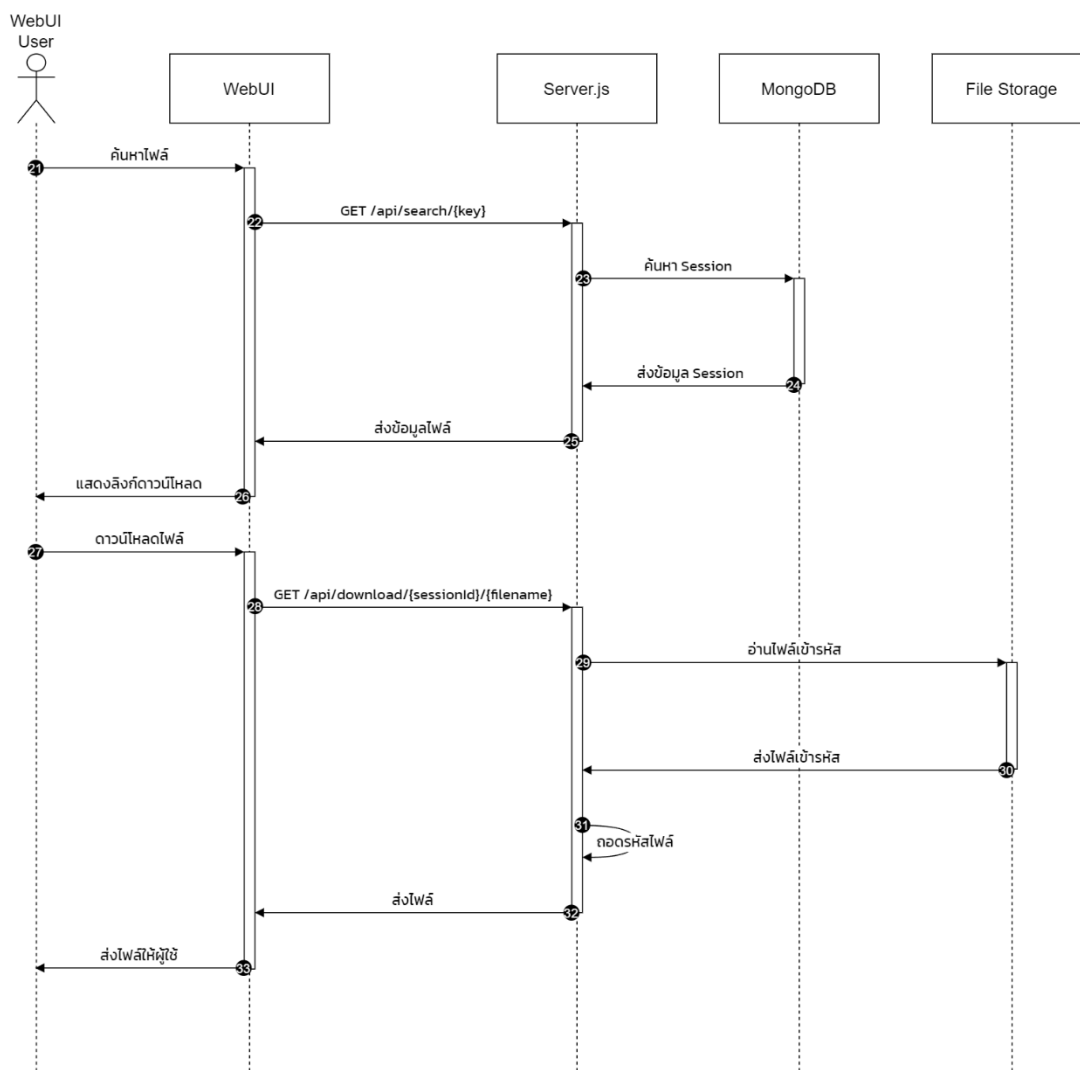 WebUI
User
WebUI
Server.js
MongoDB
File Storage
21
ค้นหาไฟล์
22
GET /api/search/{key}
23
ค้นหา Session
ส่งข้อมูล Session
24
ส่งข้อมูลไฟล์
25
แสดงลิงก์ดาวน์โหลด
26
27
ดาวน์โหลดไฟล์
28
GET /api/download/{sessionId}/{filename}
29
อ่านไฟล์เข้ารหัส
ส่งไฟล์เข้ารหัส
30
31
ถอดรหัสไฟล์
ส่งไฟล์
32
ส่งไฟล์ให้ผู้ใช้
33